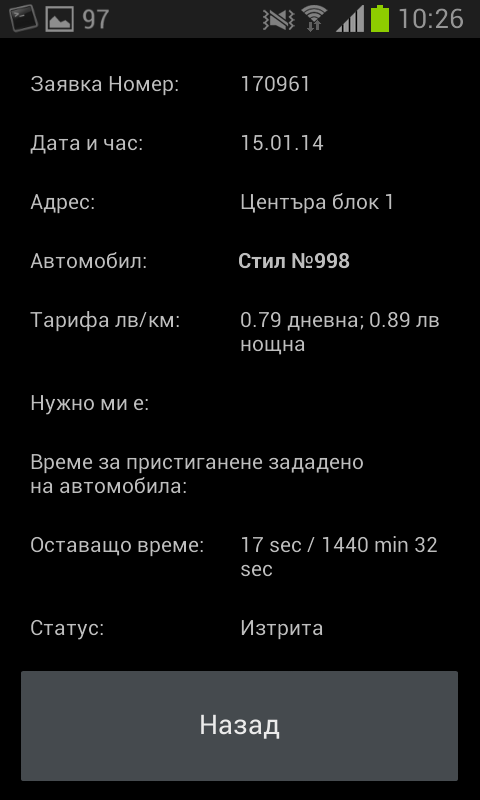 97 10:26
Заявка Номер: 170961
Дата и час: 15.01.14
Адрес: Центъра блок 1
Автомобил: Стил №998
Тарифа лв/км: 0.79 дневна; 0.89 лв
нощна
Нужно ми е:
Време за пристиганене зададено
на автомобила:
Оставащо време: 17 sec / 1440 min 32
sec
Статус: Изтрита
Назад